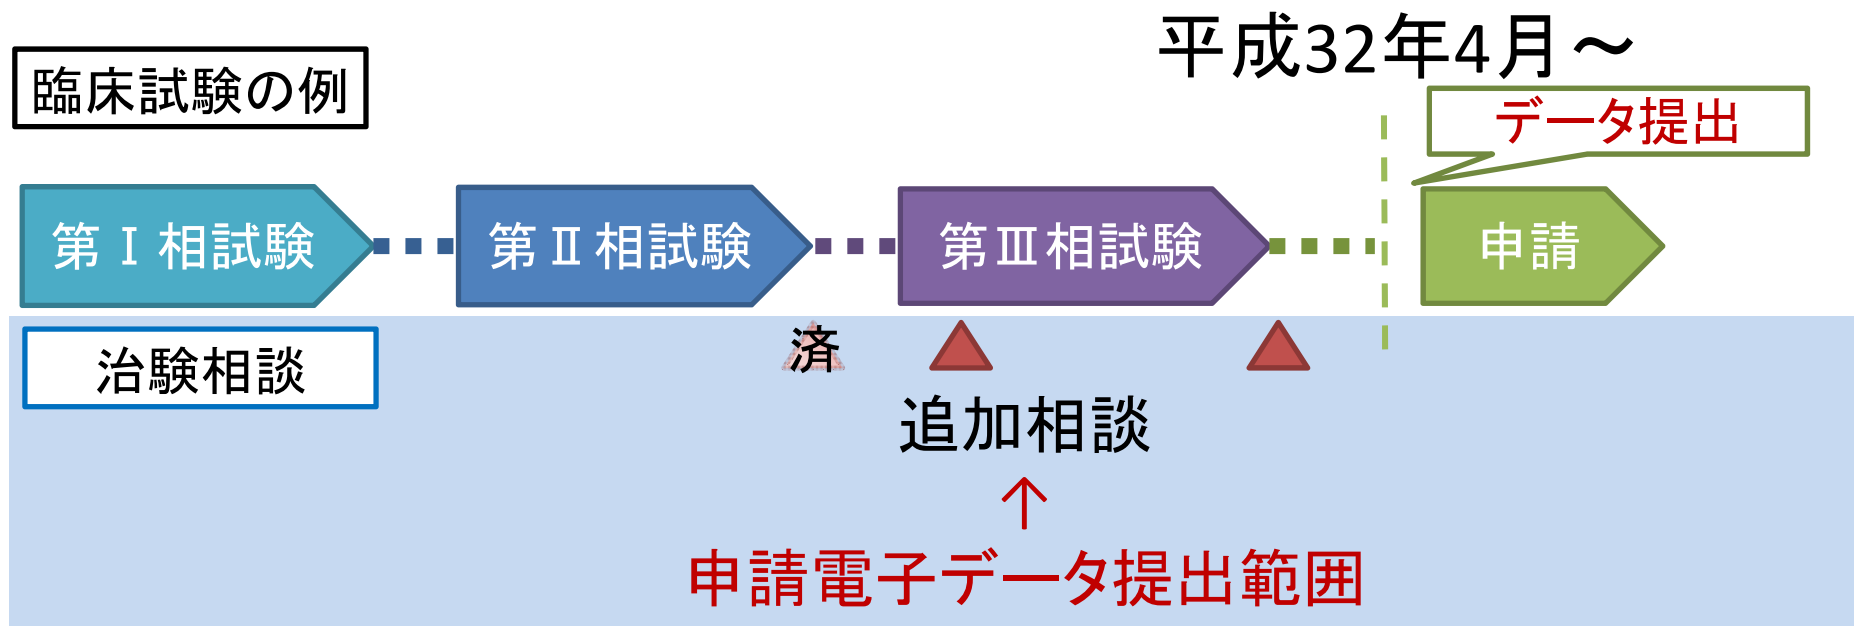 平成32年4月～
臨床試験の例
データ提出
第Ⅰ相試験
第Ⅱ相試験
第Ⅲ相試験
申請
治験相談
済
追加相談
↑
申請電子データ提出範囲